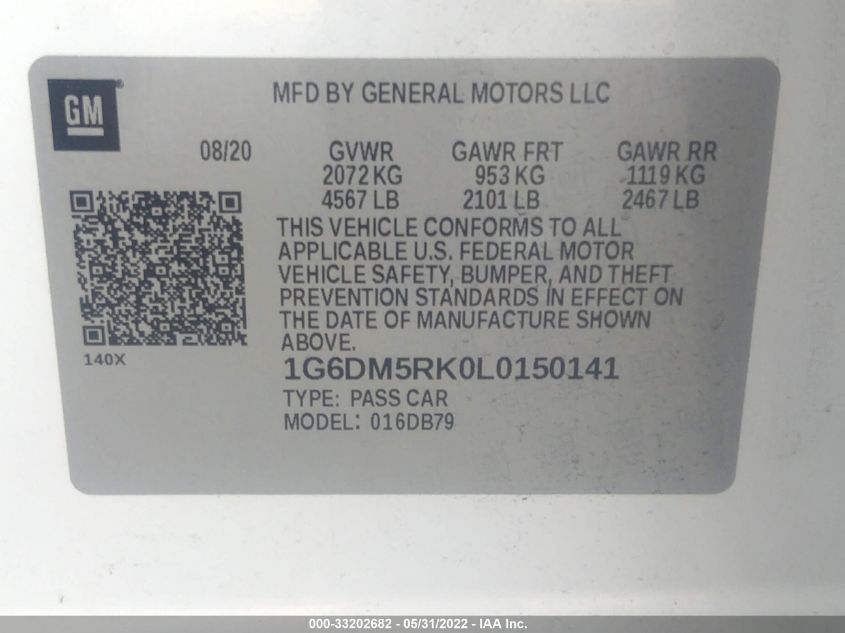 GM®
MFD BY GENERAL MOTORS LLC
08/20 GVWR GAWR FRT GAWR RR
2072 KG 953 KG 1119 KG
4567 LB 2101 LB 2467 LB
THIS VEHICLE CONFORMS TO ALL
APPLICABLE U.S. FEDERAL MOTOR
VEHICLE SAFETY, BUMPER, AND THEFT
PREVENTION STANDARDS IN EFFECT ON
THE DATE OF MANUFACTURE SHOWN
ABOVE.
140X
1G6DM5RK0L0150141
TYPE: PASS CAR
MODEL: 016DB79
000-33202682 - 05/31/2022 - IAA Inc.